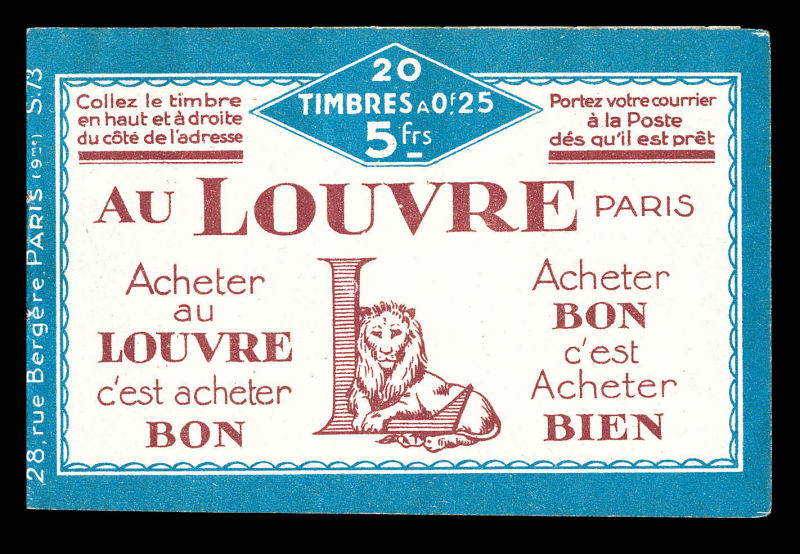 20
TIMBRES A 0F.25
5 frs
Collez le timbre
en haut et à droite
du côté de l'adresse
Portez votre courrier
à la Poste
dés qu'il est prêt
AU LOUVRE PARIS
Acheter
au
LOUVRE
c'est acheter
BON
L
Acheter
BON
c'est
Acheter
BIEN
28, rue Bergère. PARIS (9me) S.73